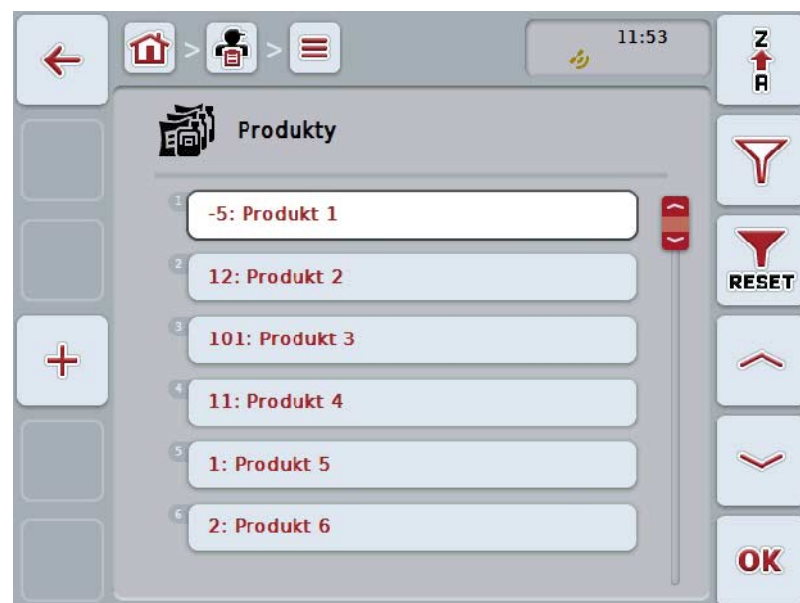 11:53
Z
A
Produkty
1
-5: Produkt 1
2
12: Produkt 2
RESET
3
101: Produkt 3
4
11: Produkt 4
5
1: Produkt 5
6
2: Produkt 6
OK